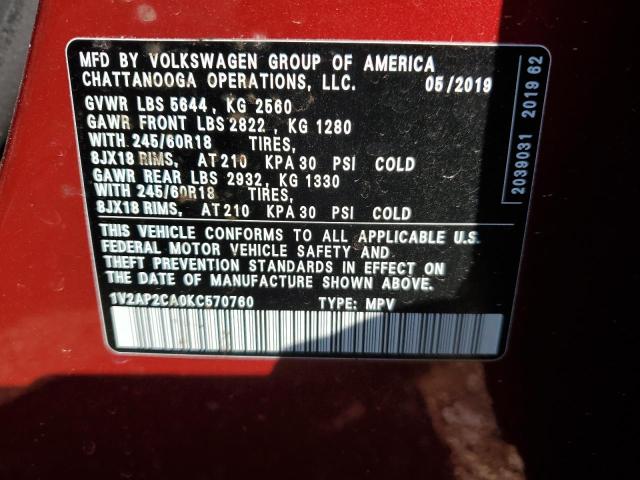 MFD BY VOLKSWAGEN GROUP OF AMERICA
CHATTANOOGA OPERATIONS, LLC. 05/2019
GVWR LBS 5644, KG 2560
GAWR FRONT LBS 2822, KG 1280
WITH 245/60R18 TIRES,
8JX18 RIMS, AT 210 KPA 30 PSI COLD
GAWR REAR LBS 2932, KG 1330
WITH 245/60R18 TIRES,
8JX18 RIMS, AT 210 KPA 30 PSI COLD
THIS VEHICLE CONFORMS TO ALL APPLICABLE U.S.
FEDERAL MOTOR VEHICLE SAFETY AND
THEFT PREVENTION STANDARDS IN EFFECT ON
THE DATE OF MANUFACTURE SHOWN ABOVE.
1V2AP2CA0KC570760 TYPE: MPV
2039031 2019 62